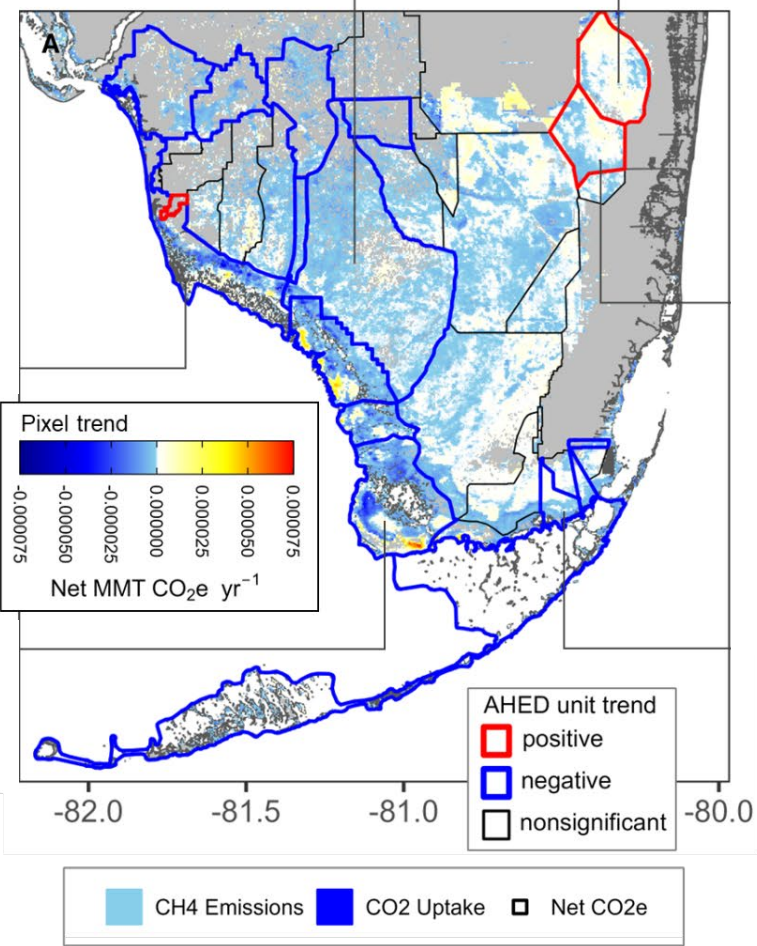 A
Pixel trend
-0.000075
-0.000050
-0.000025
0.000000
0.000025
0.000050
0.000075
Net MMT CO₂e yr⁻¹
AHED unit trend
positive
negative
nonsignificant
-82.0
-81.5
-81.0
-80.0
CH4 Emissions
CO2 Uptake
Net CO2e